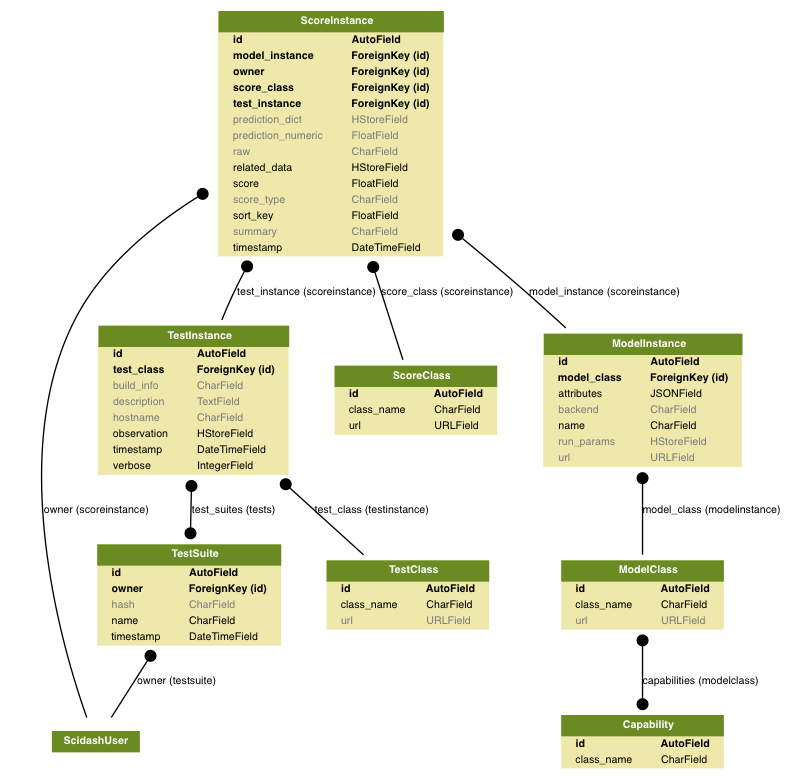 ScoreInstance
id AutoField
model_instance ForeignKey (id)
owner ForeignKey (id)
score_class ForeignKey (id)
test_instance ForeignKey (id)
prediction_dict HStoreField
prediction_numeric FloatField
raw CharField
related_data HStoreField
score FloatField
score_type CharField
sort_key FloatField
summary CharField
timestamp DateTimeField
test_instance (scoreinstance)
score_class (scoreinstance)
model_instance (scoreinstance)
TestInstance
id AutoField
test_class ForeignKey (id)
build_info CharField
description TextField
hostname CharField
observation HStoreField
timestamp DateTimeField
verbose IntegerField
ScoreClass
id AutoField
class_name CharField
url URLField
ModelInstance
id AutoField
model_class ForeignKey (id)
attributes JSONField
backend CharField
name CharField
run_params HStoreField
url URLField
owner (scoreinstance)
test_suites (tests)
test_class (testinstance)
model_class (modelinstance)
TestSuite
id AutoField
owner ForeignKey (id)
hash CharField
name CharField
timestamp DateTimeField
TestClass
id AutoField
class_name CharField
url URLField
ModelClass
id AutoField
class_name CharField
url URLField
owner (testsuite)
capabilities (modelclass)
ScidashUser
Capability
id AutoField
class_name CharField